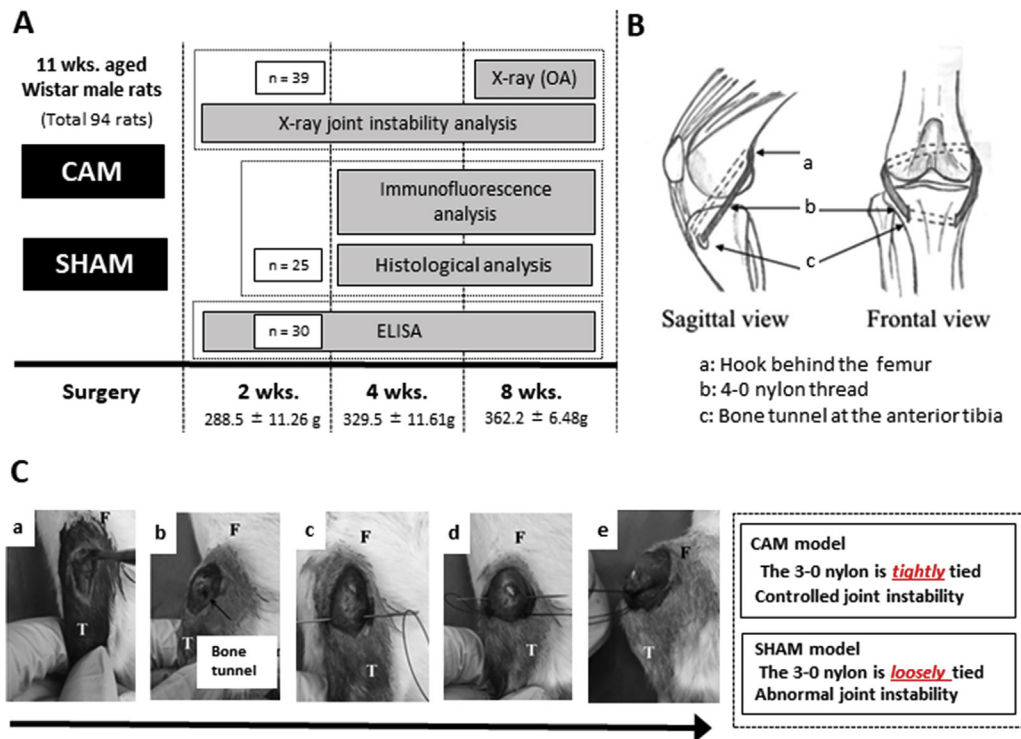 A
11 wks. aged
Wistar male rats
(Total 94 rats)
CAM
SHAM
n = 39
X-ray (OA)
X-ray joint instability analysis
Immunofluorescence
analysis
n = 25
Histological analysis
n = 30
ELISA
Surgery
2 wks.
4 wks.
8 wks.
288.5 ± 11.26 g
329.5 ± 11.61g
362.2 ± 6.48g
B
a
b
c
Sagittal view
Frontal view
a: Hook behind the femur
b: 4-0 nylon thread
c: Bone tunnel at the anterior tibia
C
a
F
T
b
F
T
Bone
tunnel
c
F
T
d
F
T
e
F
T
CAM model
The 3-0 nylon is tightly tied
Controlled joint instability
SHAM model
The 3-0 nylon is loosely tied
Abnormal joint instability